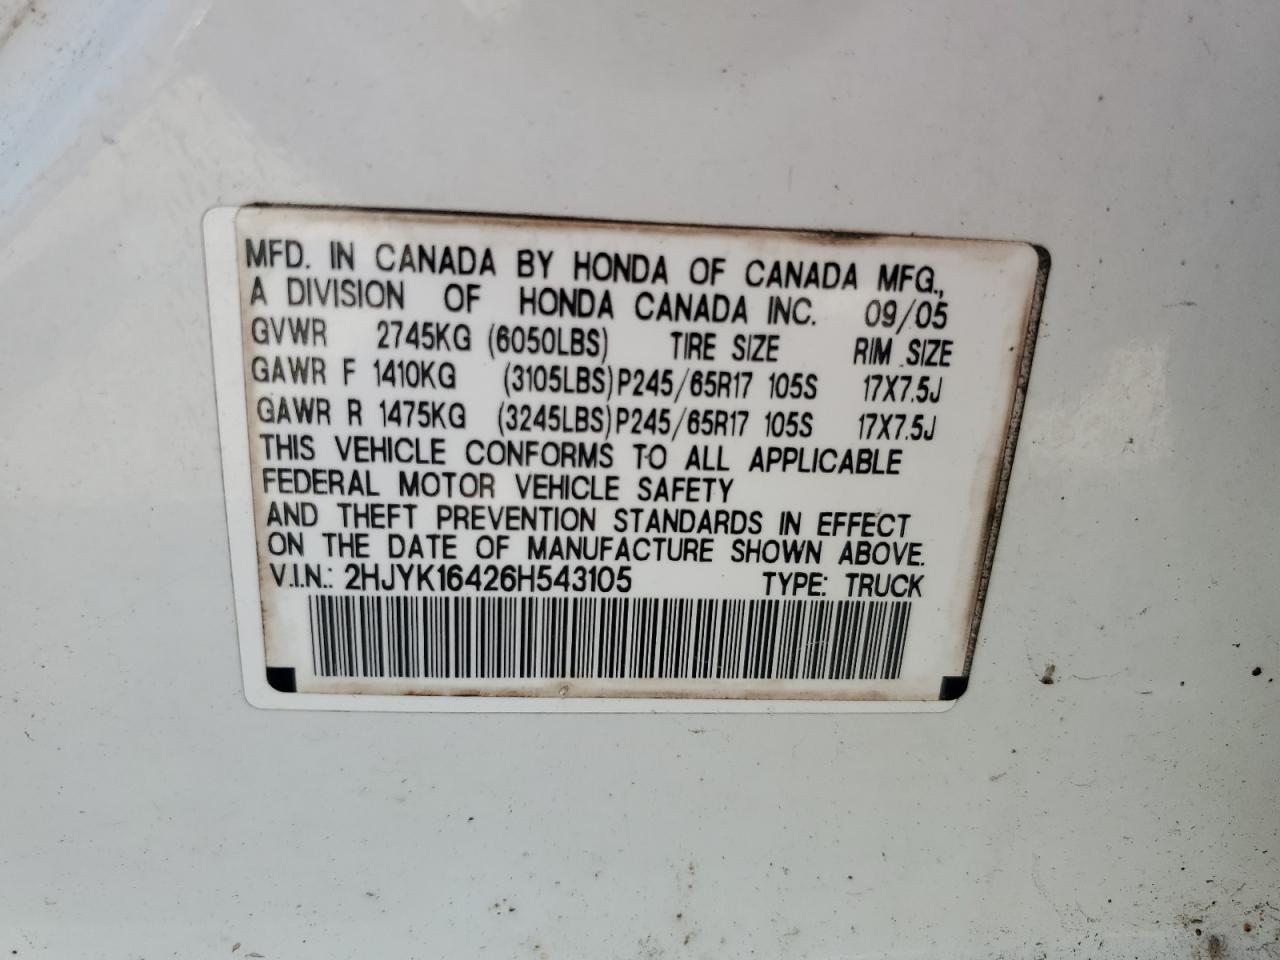 MFD. IN CANADA BY HONDA OF CANADA MFG.,
A DIVISION OF HONDA CANADA INC. 09/05
GVWR 2745KG (6050LBS) TIRE SIZE RIM SIZE
GAWR F 1410KG (3105LBS) P245/65R17 105S 17X7.5J
GAWR R 1475KG (3245LBS) P245/65R17 105S 17X7.5J
THIS VEHICLE CONFORMS TO ALL APPLICABLE
FEDERAL MOTOR VEHICLE SAFETY
AND THEFT PREVENTION STANDARDS IN EFFECT
ON THE DATE OF MANUFACTURE SHOWN ABOVE.
V.I.N.: 2HJYK16426H543105 TYPE: TRUCK